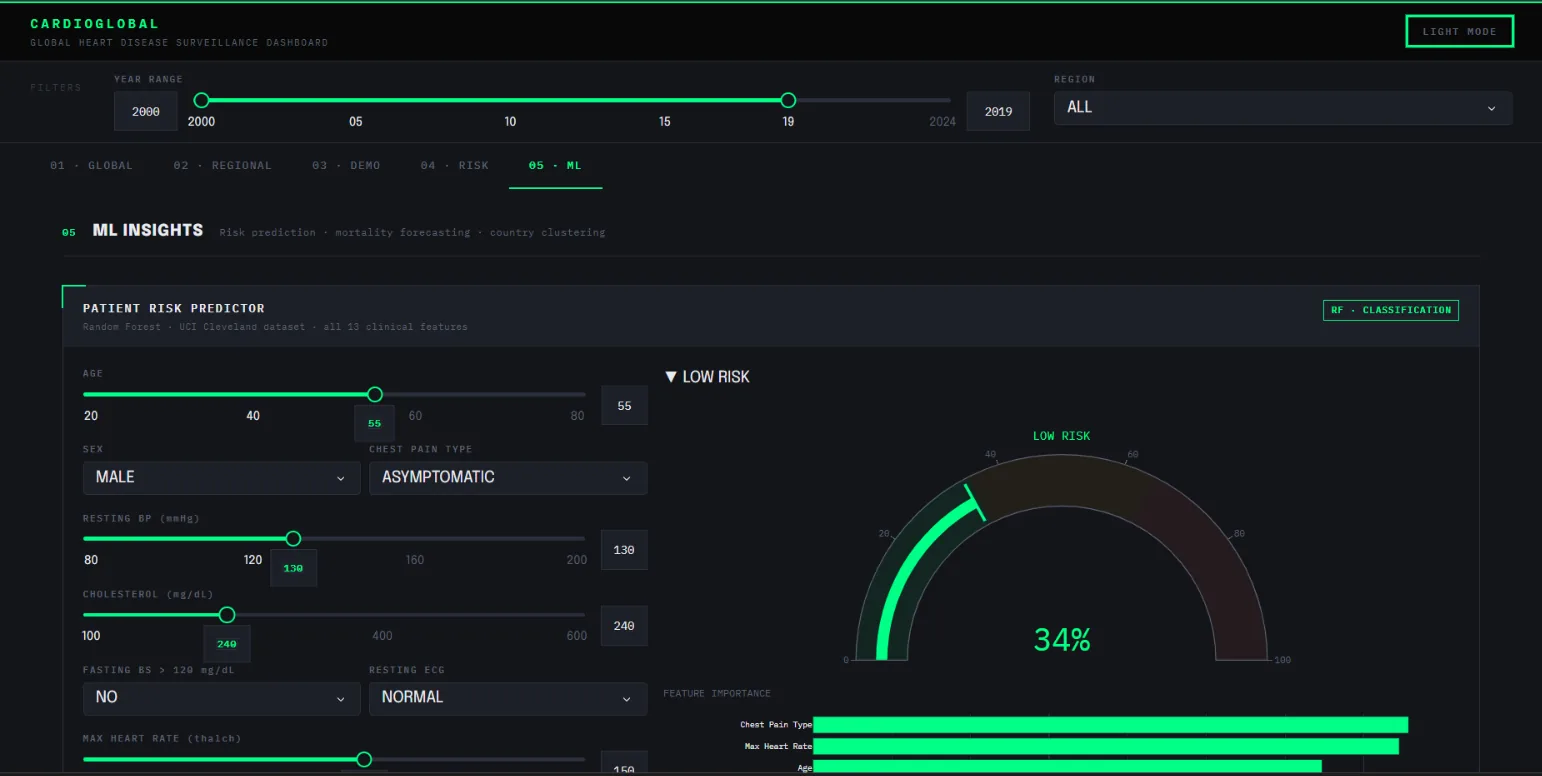 CARDIOGLOBAL
GLOBAL HEART DISEASE SURVEILLANCE DASHBOARD
LIGHT MODE
FILTERS
YEAR RANGE
2000
2000 05 10 15 19 2024
2019
REGION
ALL
01 · GLOBAL 02 · REGIONAL 03 · DEMO 04 · RISK 05 · ML
05 ML INSIGHTS Risk prediction · mortality forecasting · country clustering
PATIENT RISK PREDICTOR
Random Forest · UCI Cleveland dataset · all 13 clinical features
RF · CLASSIFICATION
AGE
20 40 60 80
55
55
SEX
MALE
CHEST PAIN TYPE
ASYMPTOMATIC
RESTING BP (mmHg)
80 120 160 200
130
130
CHOLESTEROL (mg/dL)
100 400 600
240
240
FASTING BS > 120 mg/dL
NO
RESTING ECG
NORMAL
MAX HEART RATE (thalch)
150
▼ LOW RISK
LOW RISK
0 20 40 60 80 100
34%
FEATURE IMPORTANCE
Chest Pain Type
Max Heart Rate
Age